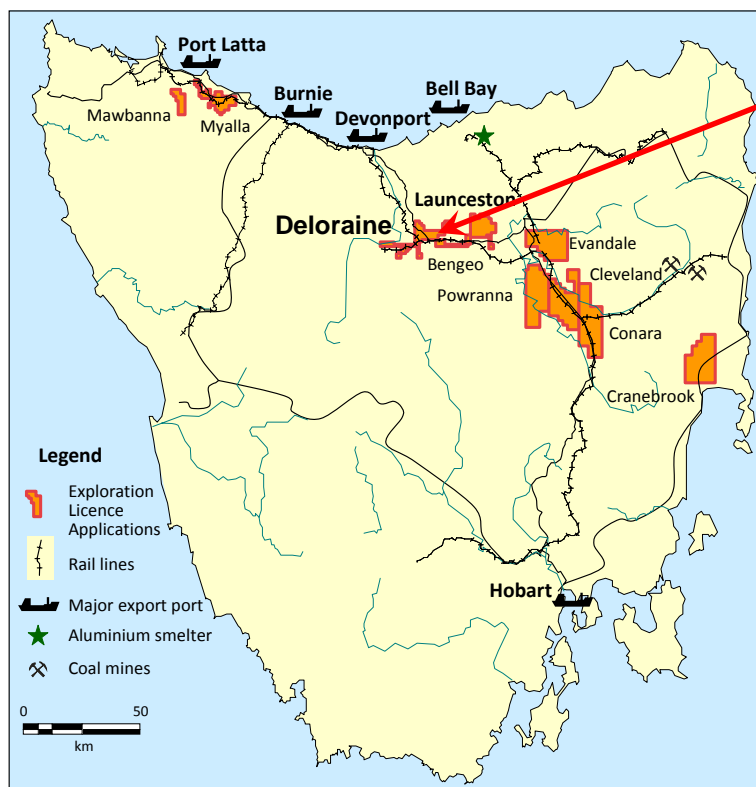 Port Latta
Burnie
Bell Bay
Devonport
Mawbanna
Myalla
Launceston
Deloraine
Bengeo
Evandale
Cleveland
Powranna
Conara
Cranebrook
Legend
Exploration
Licence
Applications
Rail lines
Major export port
Aluminium smelter
Coal mines
0 50
km
Hobart